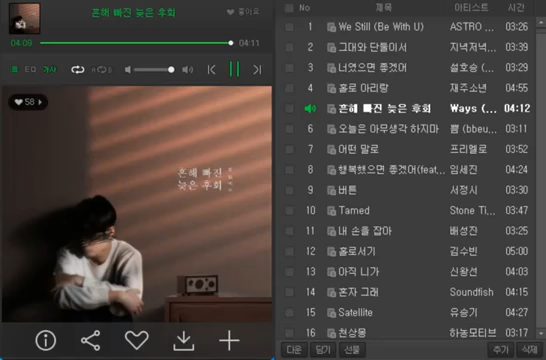 흔해 빠진 늦은 후회
좋아요
04:09
04:11
EQ 가사
58
흔해 빠진
늦은 후회
No 제목 아티스트 시간
1 We Still (Be With U) ASTRO ... 03:26
2 그대와 단둘이서 지넉저녁... 03:39
3 너였으면 좋겠어 설호승 (... 03:29
4 홀로 아리랑 재주소년 04:55
흔해 빠진 늦은 후회 Ways (... 04:12
6 오늘은 아무생각 하지마 쁨 (bbeu... 03:11
7 어떤 말로 프리헬로 03:52
8 행복했으면 좋겠어(feat... 임세진 04:24
9 버튼 서정시 03:30
10 Tamed Stone Ti... 03:47
11 내 손을 잡아 배성진 03:25
12 홀로서기 김수빈 05:00
13 아직 니가 신황선 04:03
14 혼자 그래 Soundfish 04:15
15 Satellite 유승기 04:27
16 천상몽 하농모티브 03:17
다운 담기 선물 추가 삭제